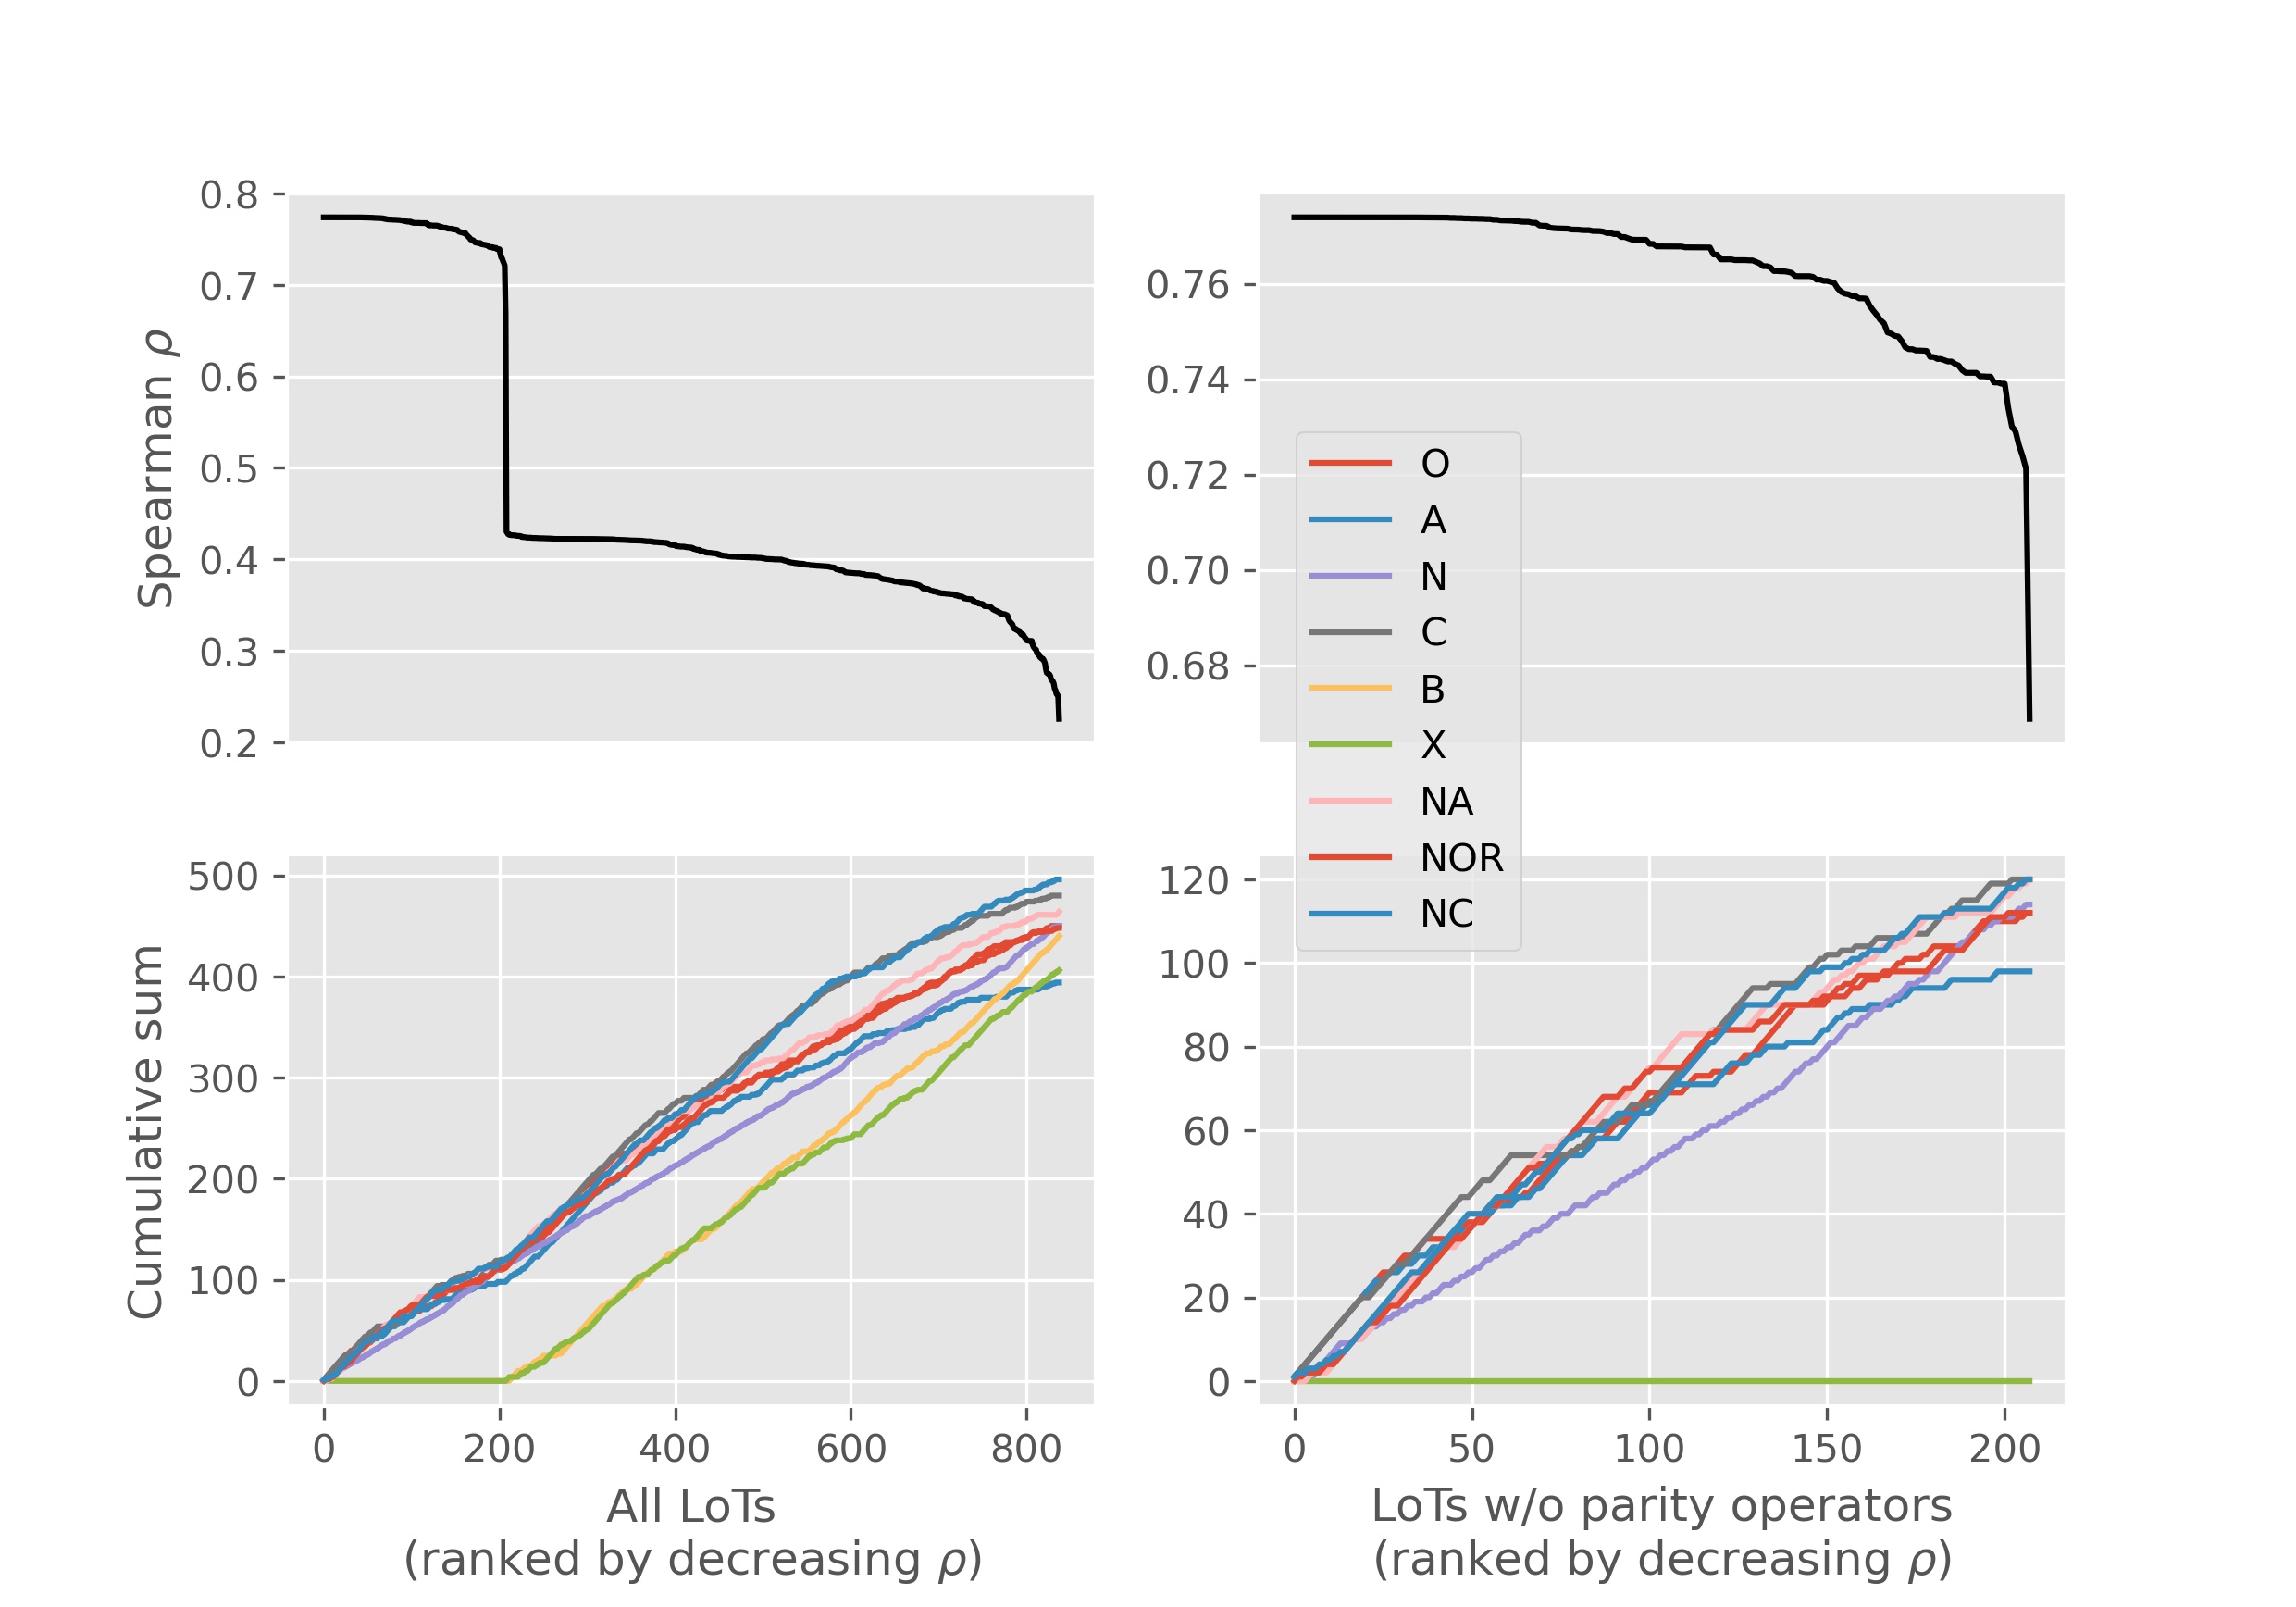 0.8
0.7
0.6
0.5
0.4
0.3
0.2
Spearman ρ
0.76
0.74
0.72
0.70
0.68
O
A
N
C
B
X
NA
NOR
NC
500
400
300
200
100
0
Cumulative sum
0 200 400 600 800
All LoTs
(ranked by decreasing ρ)
120
100
80
60
40
20
0
0 50 100 150 200
LoTs w/o parity operators
(ranked by decreasing ρ)